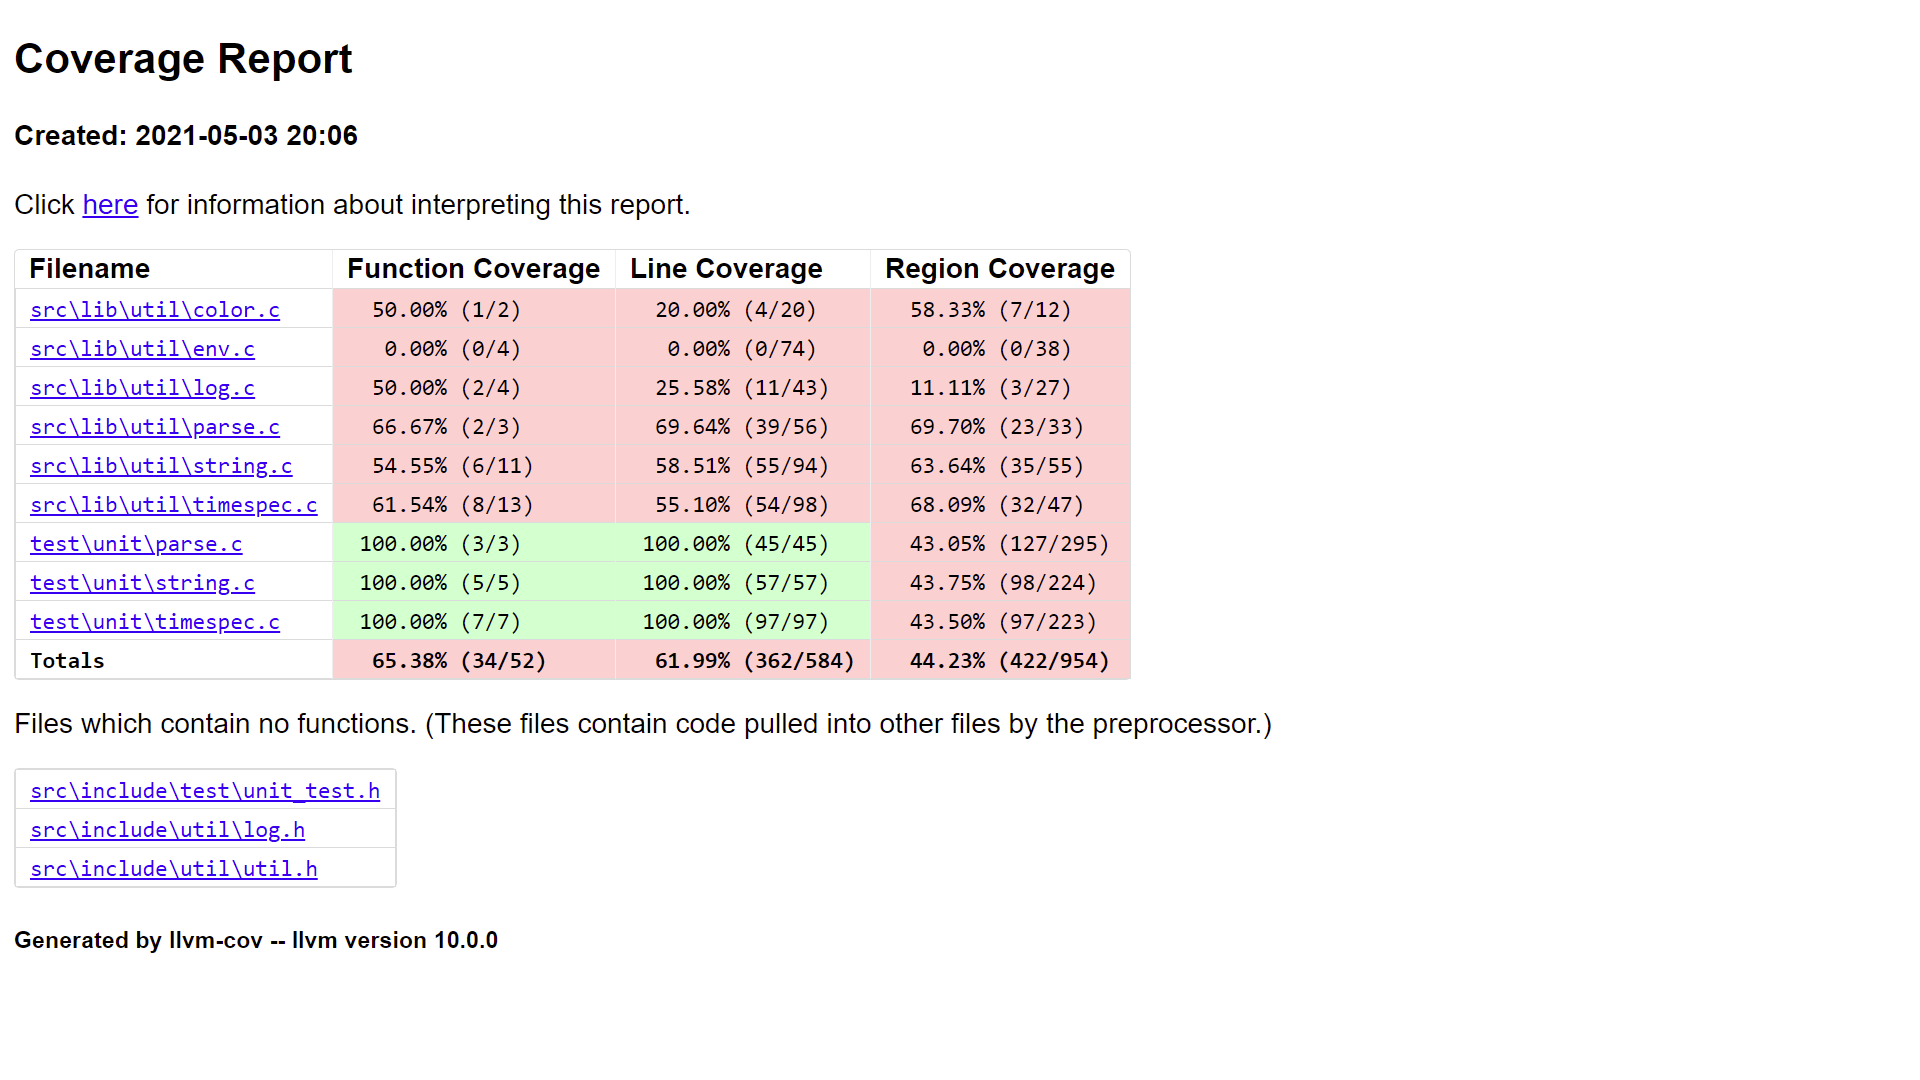 Coverage Report
Created: 2021-05-03 20:06
Click here for information about interpreting this report.
Filename Function Coverage Line Coverage Region Coverage
src\lib\util\color.c 50.00% (1/2) 20.00% (4/20) 58.33% (7/12)
src\lib\util\env.c 0.00% (0/4) 0.00% (0/74) 0.00% (0/38)
src\lib\util\log.c 50.00% (2/4) 25.58% (11/43) 11.11% (3/27)
src\lib\util\parse.c 66.67% (2/3) 69.64% (39/56) 69.70% (23/33)
src\lib\util\string.c 54.55% (6/11) 58.51% (55/94) 63.64% (35/55)
src\lib\util\timespec.c 61.54% (8/13) 55.10% (54/98) 68.09% (32/47)
test\unit\parse.c 100.00% (3/3) 100.00% (45/45) 43.05% (127/295)
test\unit\string.c 100.00% (5/5) 100.00% (57/57) 43.75% (98/224)
test\unit\timespec.c 100.00% (7/7) 100.00% (97/97) 43.50% (97/223)
Totals 65.38% (34/52) 61.99% (362/584) 44.23% (422/954)
Files which contain no functions. (These files contain code pulled into other files by the preprocessor.)
src\include\test\unit_test.h
src\include\util\log.h
src\include\util\util.h
Generated by llvm-cov -- llvm version 10.0.0